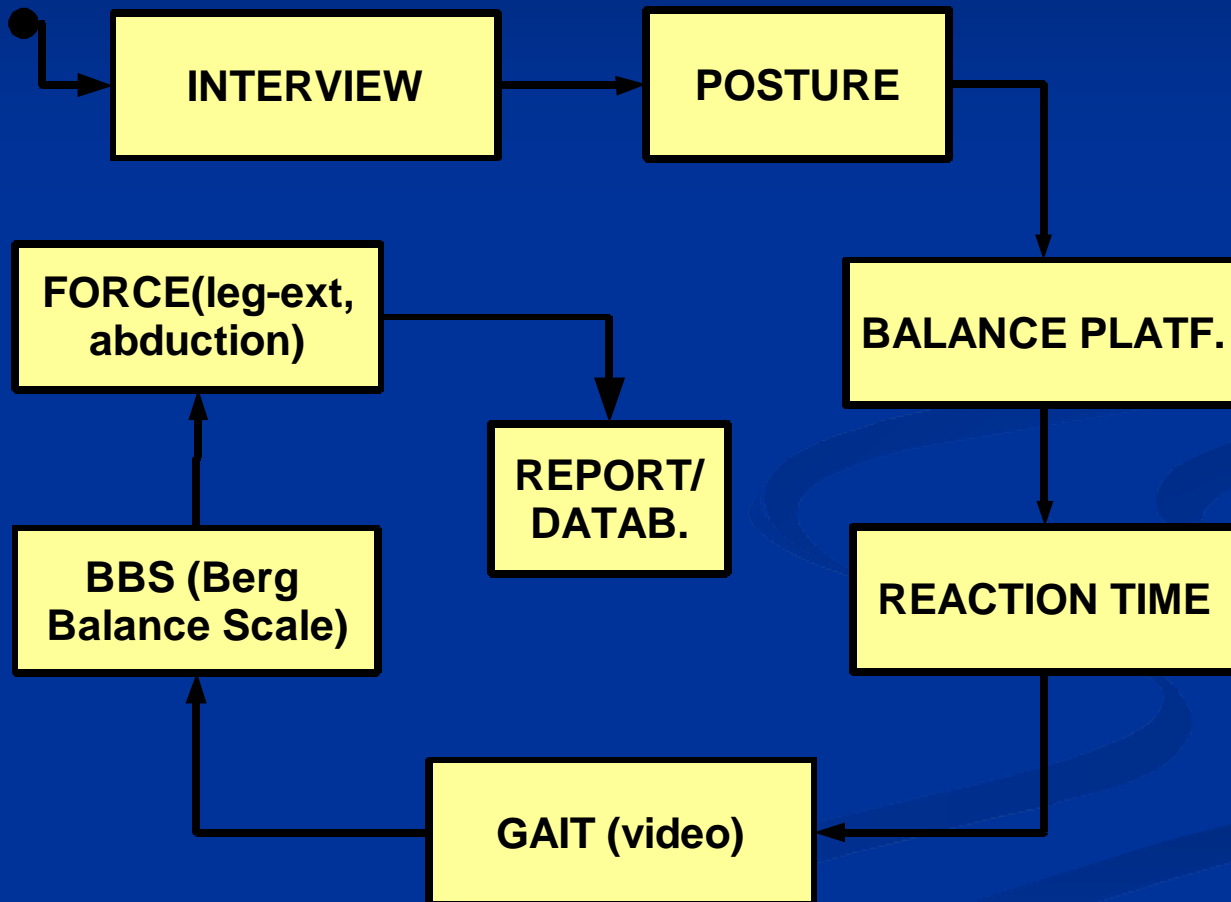 INTERVIEW
POSTURE
FORCE(leg-ext,
abduction)
BALANCE PLATF.
REPORT/
DATAB.
BBS (Berg
Balance Scale)
REACTION TIME
GAIT (video)